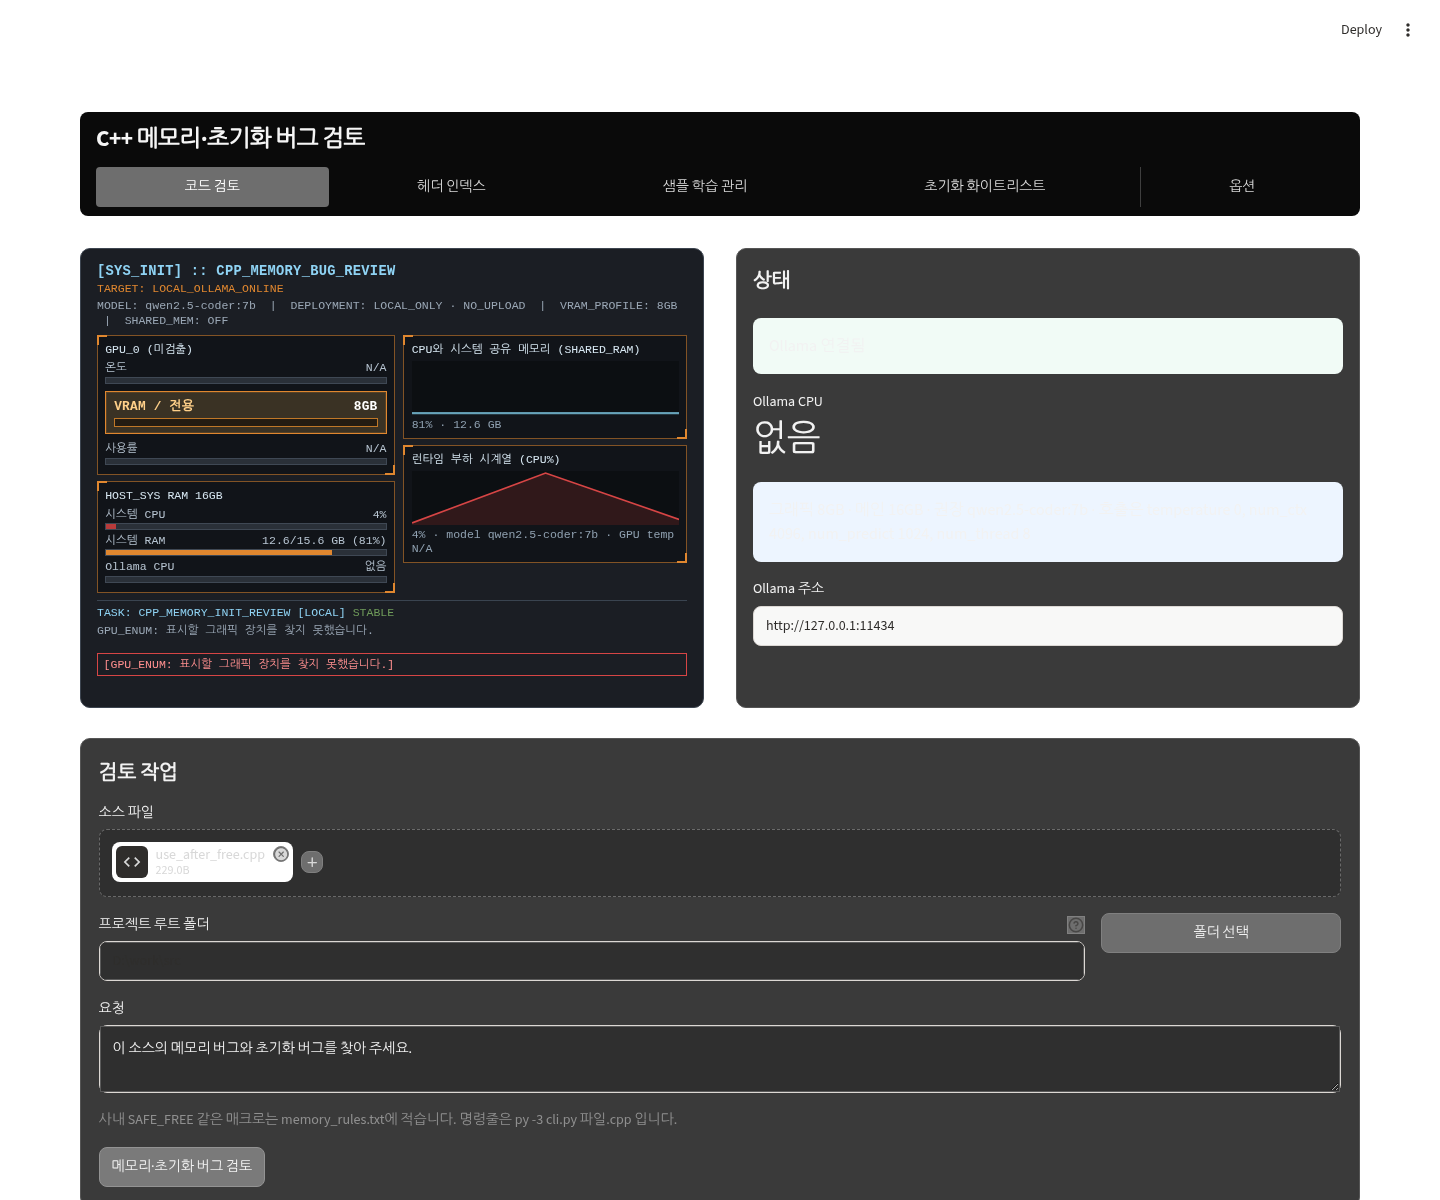 Deploy
C++ 메모리·초기화 버그 검토
코드 검토
헤더 인덱스
샘플 학습 관리
초기화 화이트리스트
옵션
[SYS_INIT] :: CPP_MEMORY_BUG_REVIEW
TARGET: LOCAL_OLLAMA_ONLINE
MODEL: qwen2.5-coder:7b | DEPLOYMENT: LOCAL_ONLY · NO_UPLOAD | VRAM_PROFILE: 8GB
| SHARED_MEM: OFF
GPU_0 (미검출)
온도 N/A
VRAM / 전용 8GB
사용률 N/A
HOST_SYS RAM 16GB
시스템 CPU 4%
시스템 RAM 12.6/15.6 GB (81%)
Ollama CPU 없음
CPU와 시스템 공유 메모리 (SHARED_RAM)
81% · 12.6 GB
런타임 부하 시계열 (CPU%)
4% · model qwen2.5-coder:7b · GPU temp
N/A
TASK: CPP_MEMORY_INIT_REVIEW [LOCAL] STABLE
GPU_ENUM: 표시할 그래픽 장치를 찾지 못했습니다.
[GPU_ENUM: 표시할 그래픽 장치를 찾지 못했습니다.]
상태
Ollama 연결됨
Ollama CPU
없음
Ollama 주소
http://127.0.0.1:11434
검토 작업
소스 파일
use_after_free.cpp
229.0B
프로젝트 루트 폴더
폴더 선택
요청
이 소스의 메모리 버그와 초기화 버그를 찾아 주세요.
사내 SAFE_FREE 같은 매크로는 memory_rules.txt에 적습니다. 명령줄은 py -3 cli.py 파일.cpp 입니다.
메모리·초기화 버그 검토